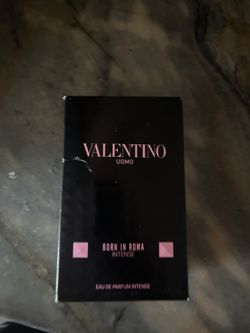 VALENTINO
UOMO
BORN IN ROMA
INTENSE
EAU DE PARFUM INTENSE